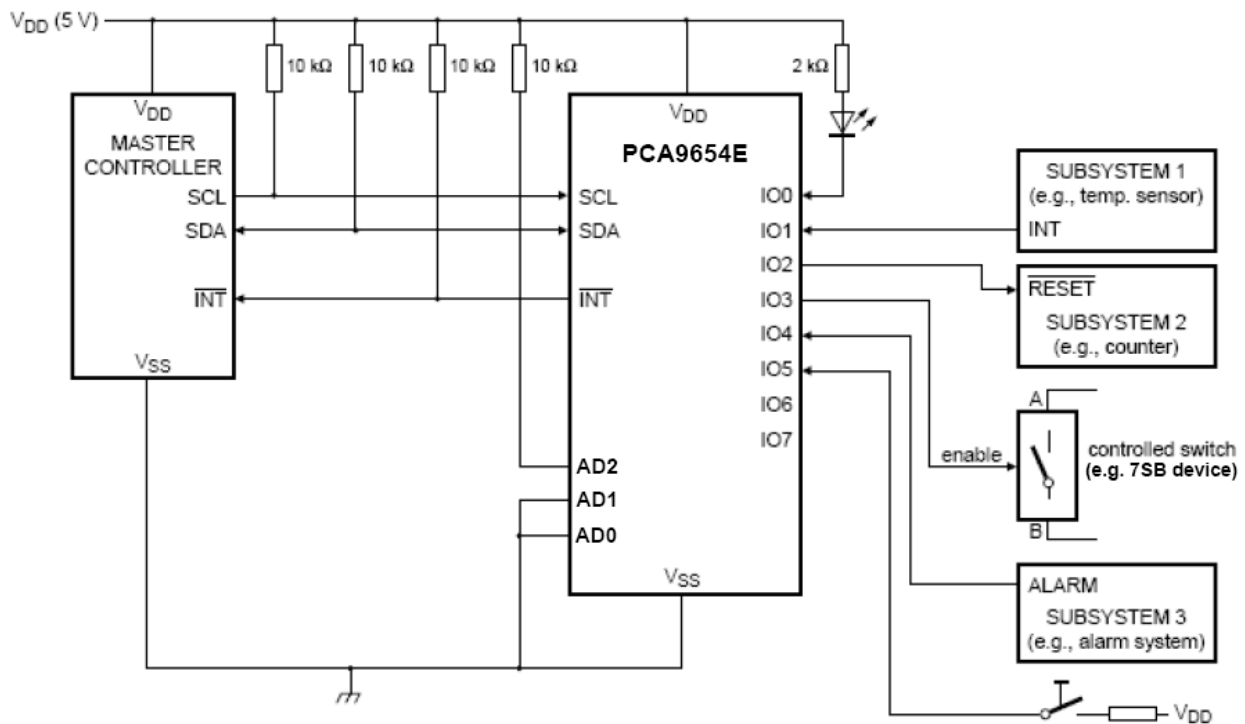 VDD (5 V)
10 kΩ
10 kΩ
10 kΩ
10 kΩ
2 kΩ
VDD
MASTER
CONTROLLER
SCL
SDA
INT
VSS
VDD
PCA9654E
SCL
SDA
INT
AD2
AD1
AD0
VSS
IO0
IO1
IO2
IO3
IO4
IO5
IO6
IO7
SUBSYSTEM 1
(e.g., temp. sensor)
INT
RESET
SUBSYSTEM 2
(e.g., counter)
A
enable
controlled switch
(e.g. 7SB device)
B
ALARM
SUBSYSTEM 3
(e.g., alarm system)
VDD